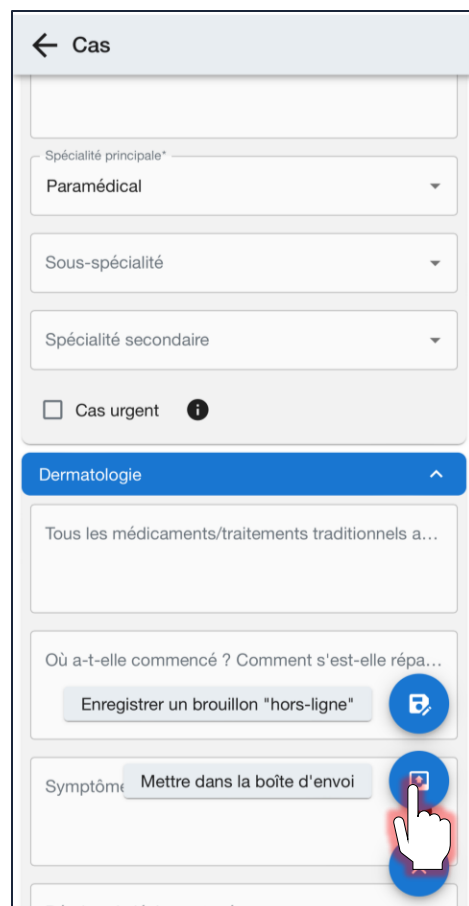 Cas
Spécialité principale*
Paramédical
Sous-spécialité
Spécialité secondaire
Cas urgent
Dermatologie
Tous les médicaments/traitements traditionnels a...
Où a-t-elle commencé ? Comment s'est-elle répa...
Enregistrer un brouillon "hors-ligne"
Symptôme
Mettre dans la boîte d'envoi